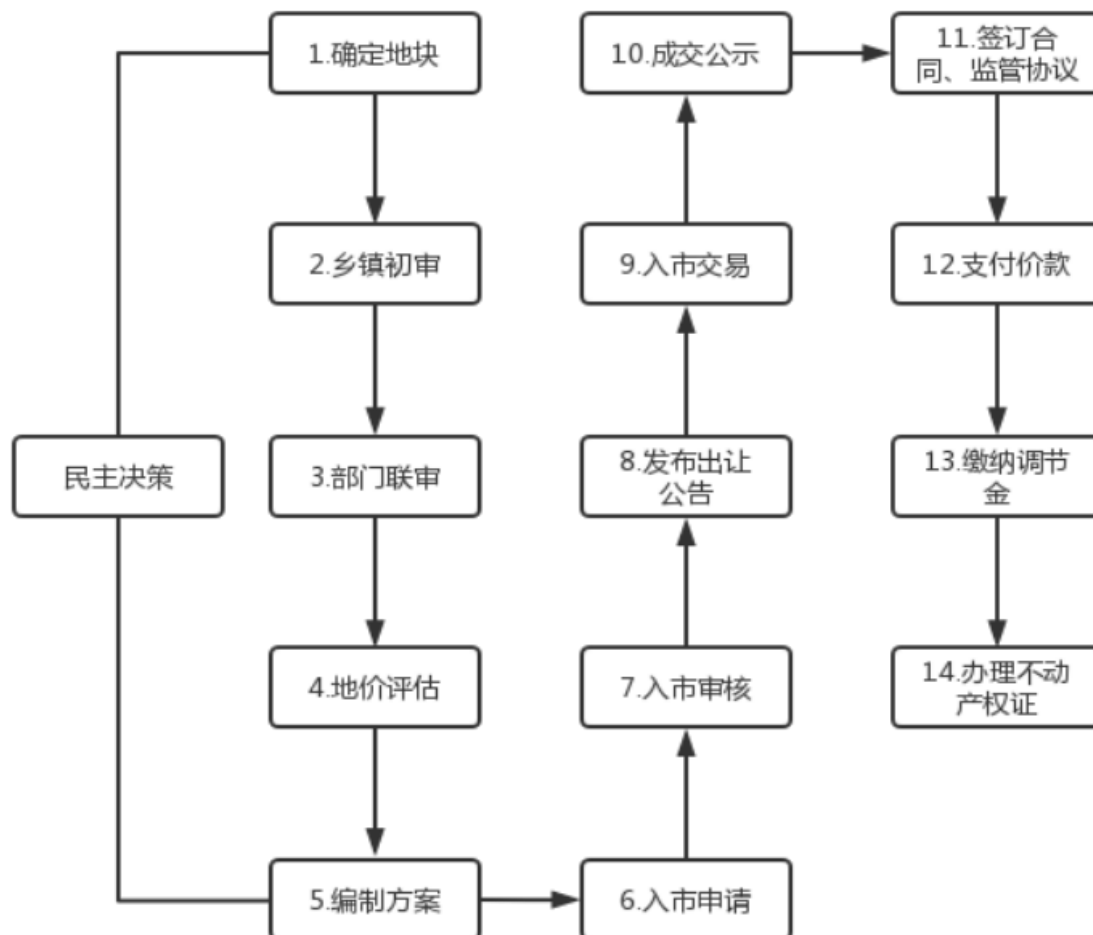 1.确定地块
2.乡镇初审
3.部门联审
民主决策
4.地价评估
5.编制方案
6.入市申请
7.入市审核
8.发布出让
公告
9.入市交易
10.成交公示
11.签订合
同、监管协议
12.支付价款
13.缴纳调节
金
14.办理不动
产权证